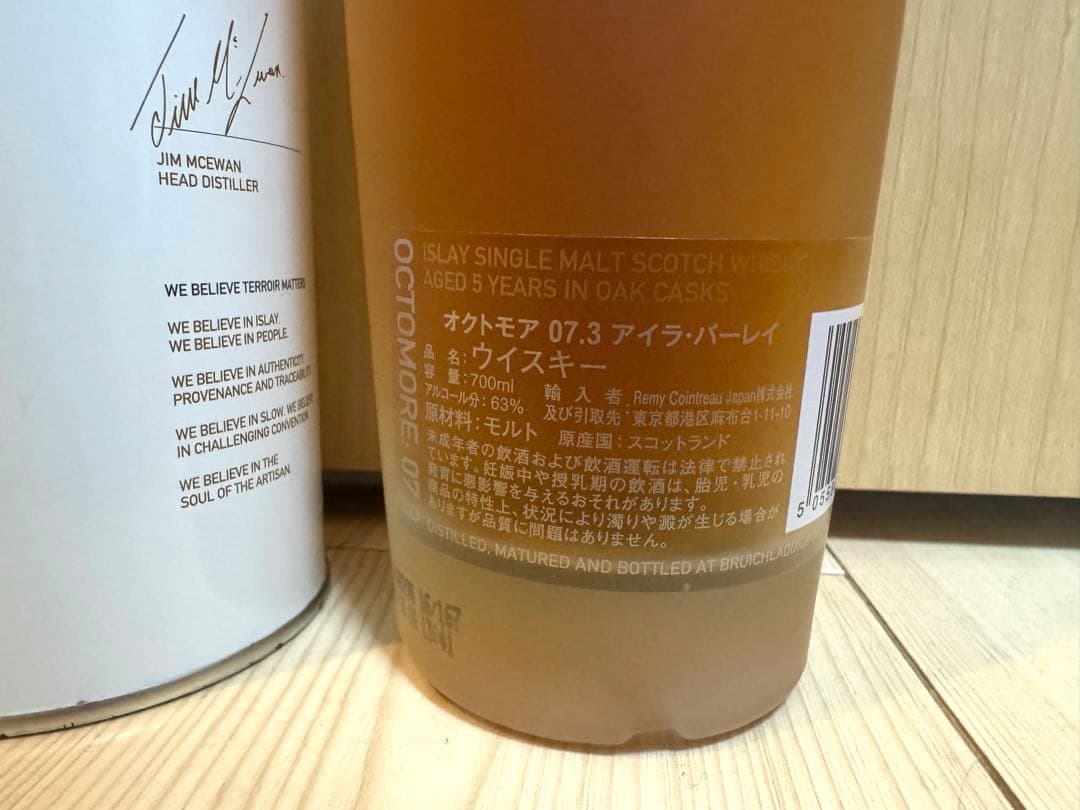 Jim McEwan
JIM MCEWAN
HEAD DISTILLER
WE BELIEVE TERROIR MATTERS
WE BELIEVE IN ISLAY.
WE BELIEVE IN PEOPLE.
WE BELIEVE IN AUTHENTICITY,
PROVENANCE AND TRACEABILITY
WE BELIEVE IN SLOW. WE BELIEVE
IN CHALLENGING CONVENTION
WE BELIEVE IN THE
SOUL OF THE ARTISAN.
OCTOMORE 07.3
ISLAY SINGLE MALT SCOTCH WHISKY
AGED 5 YEARS IN OAK CASKS
オクトモア 07.3 アイラ・バーレイ
品 名:ウイスキー
容 量:700ml
アルコール分:63%
原材料:モルト
輸 入 者
及び引取先:Remy Cointreau Japan株式会社
東京都港区麻布台1-11-10
原産国:スコットランド
未成年者の飲酒および飲酒運転は法律で禁止され
ています。妊娠中や授乳期の飲酒は、胎児・乳児の
発育に悪影響を与えるおそれがあります。
商品の特性上、状況により濁りや澱が生じる場合が
ありますが品質に問題はありません。
DISTILLED, MATURED AND BOTTLED AT BRUICHLADDICH